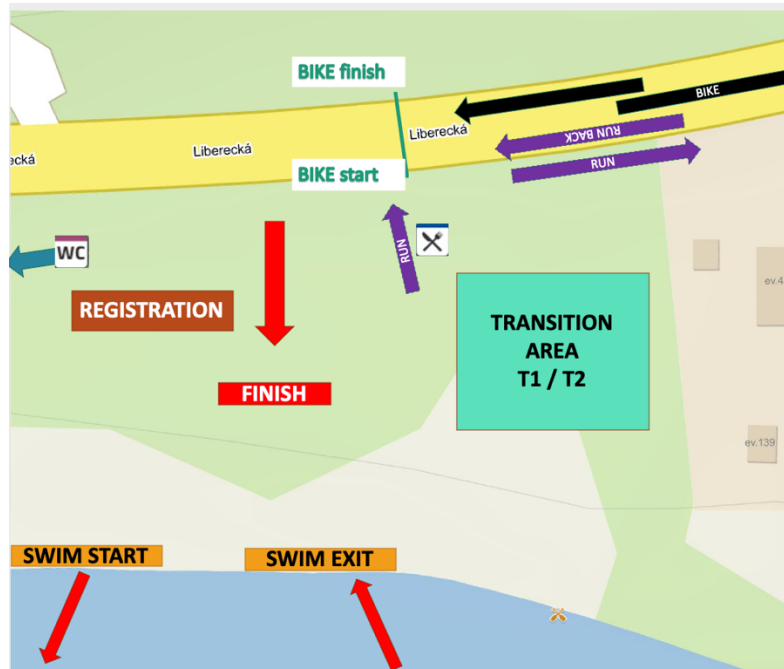 BIKE finish
BIKE
Liberecká
RUN BACK
Liberecká
ecká
RUN
BIKE start
WC
RUN
REGISTRATION
TRANSITION
AREA
T1 / T2
ev.4
FINISH
ev.139
SWIM START
SWIM EXIT